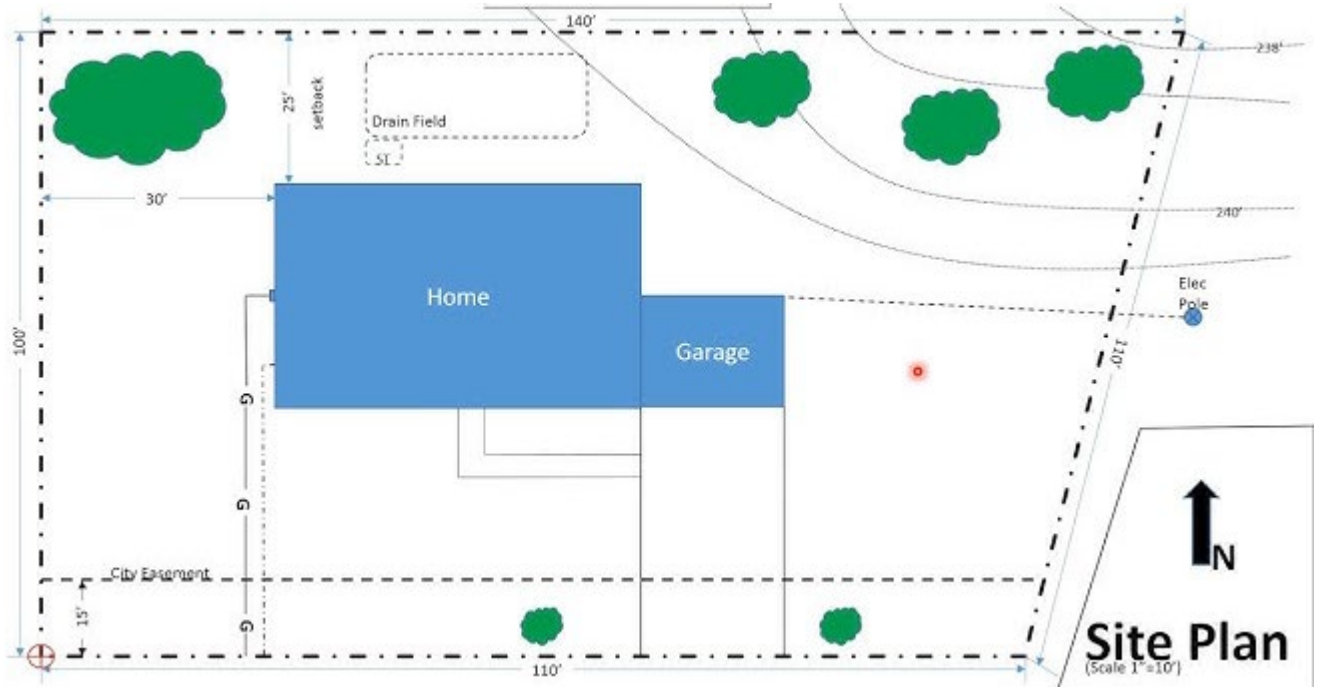 140'
238'
25'
setback
Drain Field
ST
30'
240'
Home
Elec
Pole
100'
Garage
110'
G
G
N
City Easement
15'
G
Site Plan
(Scale 1"=10')
110'